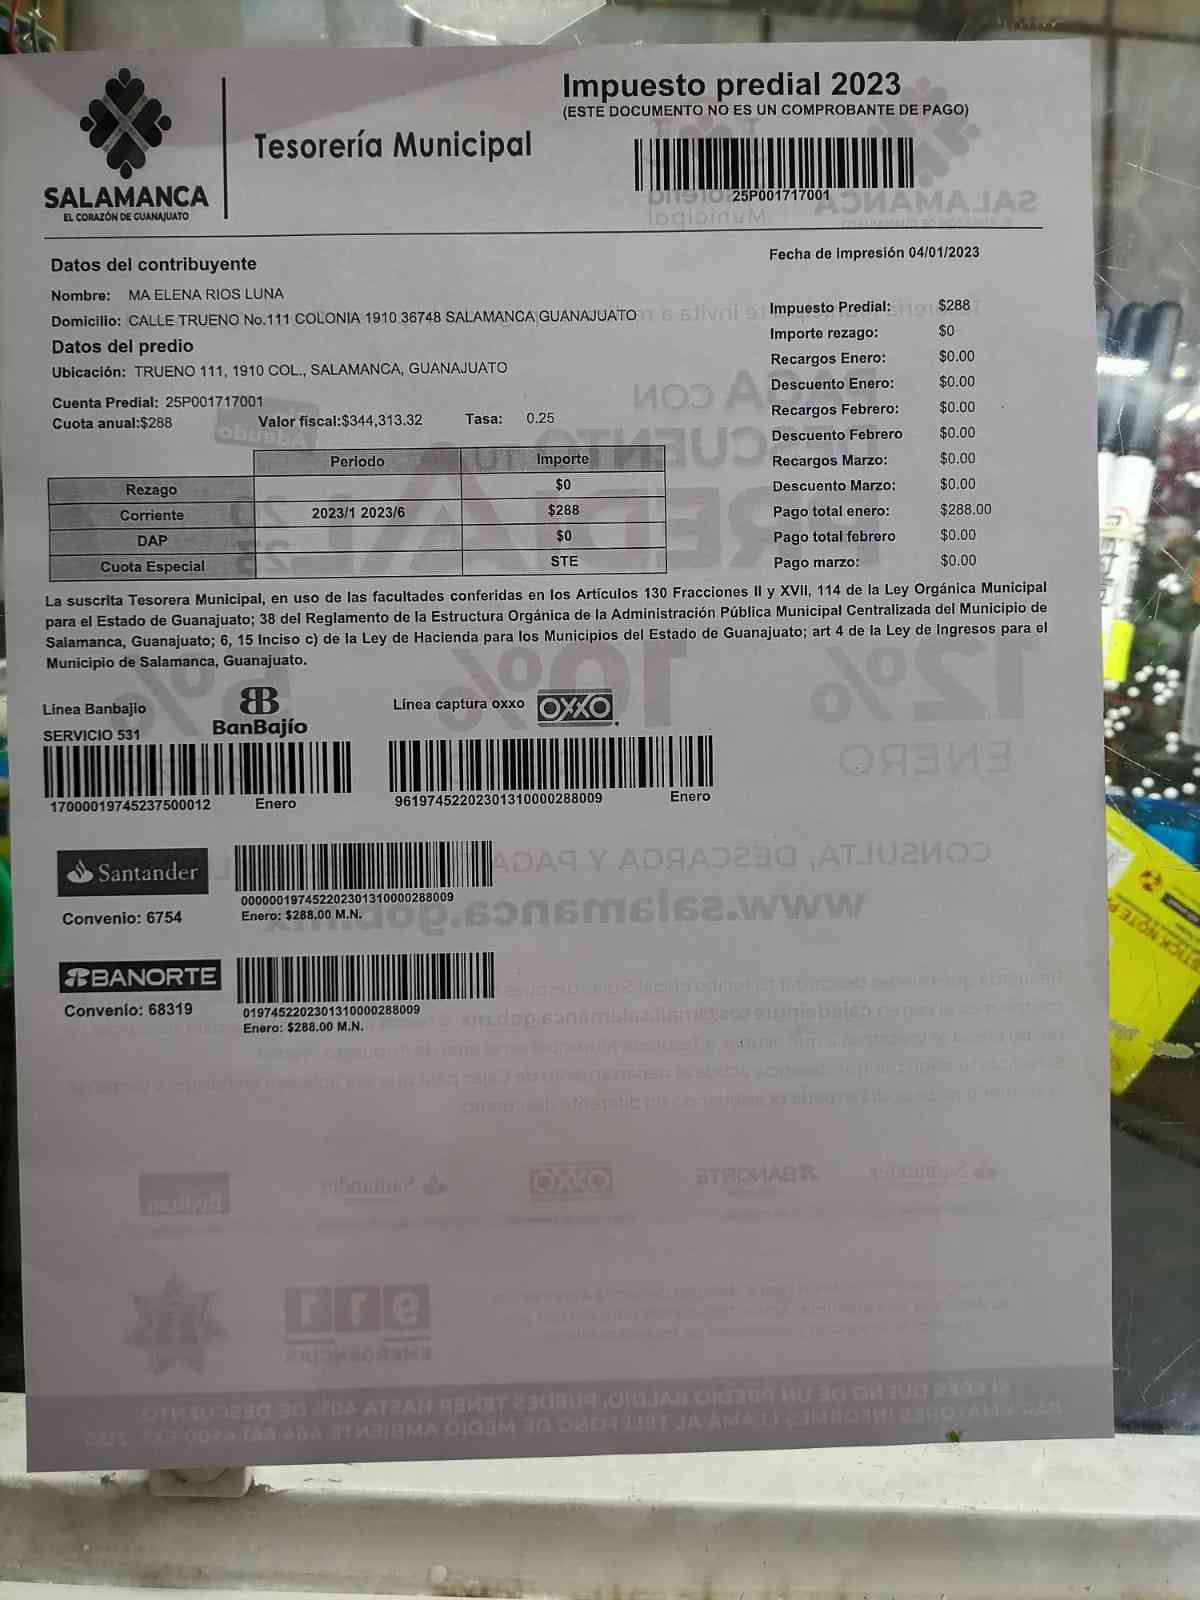 SALAMANCA
EL CORAZÓN DE GUANAJUATO
Tesorería Municipal
Impuesto predial 2023
(ESTE DOCUMENTO NO ES UN COMPROBANTE DE PAGO)
25P001717001
Fecha de impresión 04/01/2023
Datos del contribuyente
Nombre: MA ELENA RIOS LUNA
Domicilio: CALLE TRUENO No.111 COLONIA 1910 36748 SALAMANCA GUANAJUATO
Datos del predio
Ubicación: TRUENO 111, 1910 COL., SALAMANCA, GUANAJUATO
Cuenta Predial: 25P001717001
Cuota anual:$288 Valor fiscal:$344,313.32 Tasa: 0.25
Periodo Importe
Rezago $0
Corriente 2023/1 2023/6 $288
DAP $0
Cuota Especial STE
Impuesto Predial: $288
Importe rezago: $0
Recargos Enero: $0.00
Descuento Enero: $0.00
Recargos Febrero: $0.00
Descuento Febrero $0.00
Recargos Marzo: $0.00
Descuento Marzo: $0.00
Pago total enero: $288.00
Pago total febrero $0.00
Pago marzo: $0.00
La suscrita Tesorera Municipal, en uso de las facultades conferidas en los Artículos 130 Fracciones II y XVII, 114 de la Ley Orgánica Municipal
para el Estado de Guanajuato; 38 del Reglamento de la Estructura Orgánica de la Administración Pública Municipal Centralizada del Municipio de
Salamanca, Guanajuato; 6, 15 Inciso c) de la Ley de Hacienda para los Municipios del Estado de Guanajuato; art 4 de la Ley de Ingresos para el
Municipio de Salamanca, Guanajuato.
Línea Banbajio
BanBajío
SERVICIO 531
17000019745237500012 Enero
Línea captura oxxo
OXXO
96197452202301310000288009 Enero
Santander
Convenio: 6754
000000197452202301310000288009
Enero: $288.00 M.N.
BANORTE
Convenio: 68319
0197452202301310000288009
Enero: $288.00 M.N.